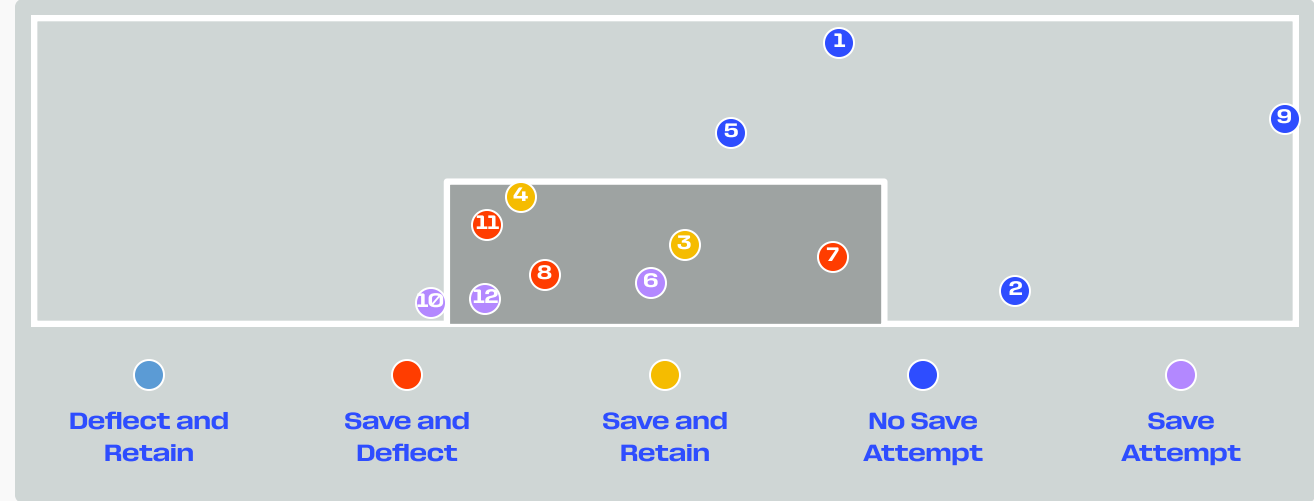 1
9
5
4
11
3
7
8
6
2
10
12
Deflect and
Retain
Save and
Deflect
Save and
Retain
No Save
Attempt
Save
Attempt